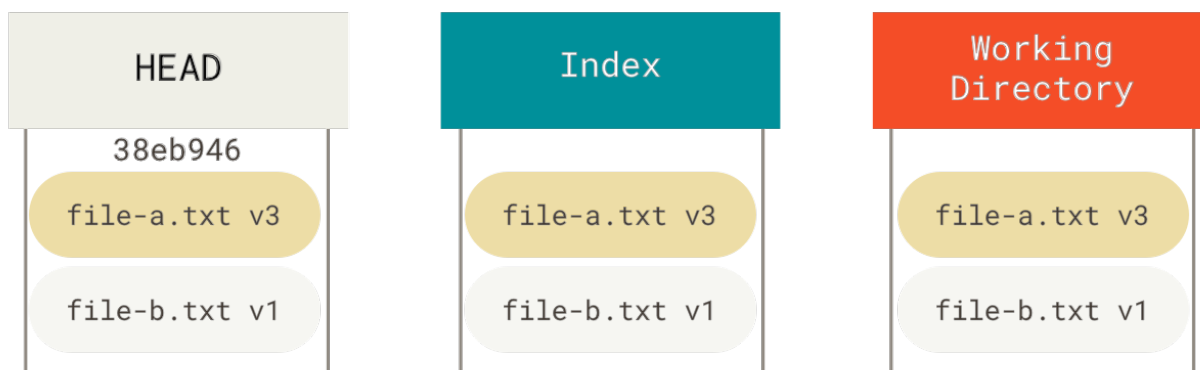 HEAD
Index
Working
Directory
38eb946
file-a.txt v3
file-a.txt v3
file-a.txt v3
file-b.txt v1
file-b.txt v1
file-b.txt v1